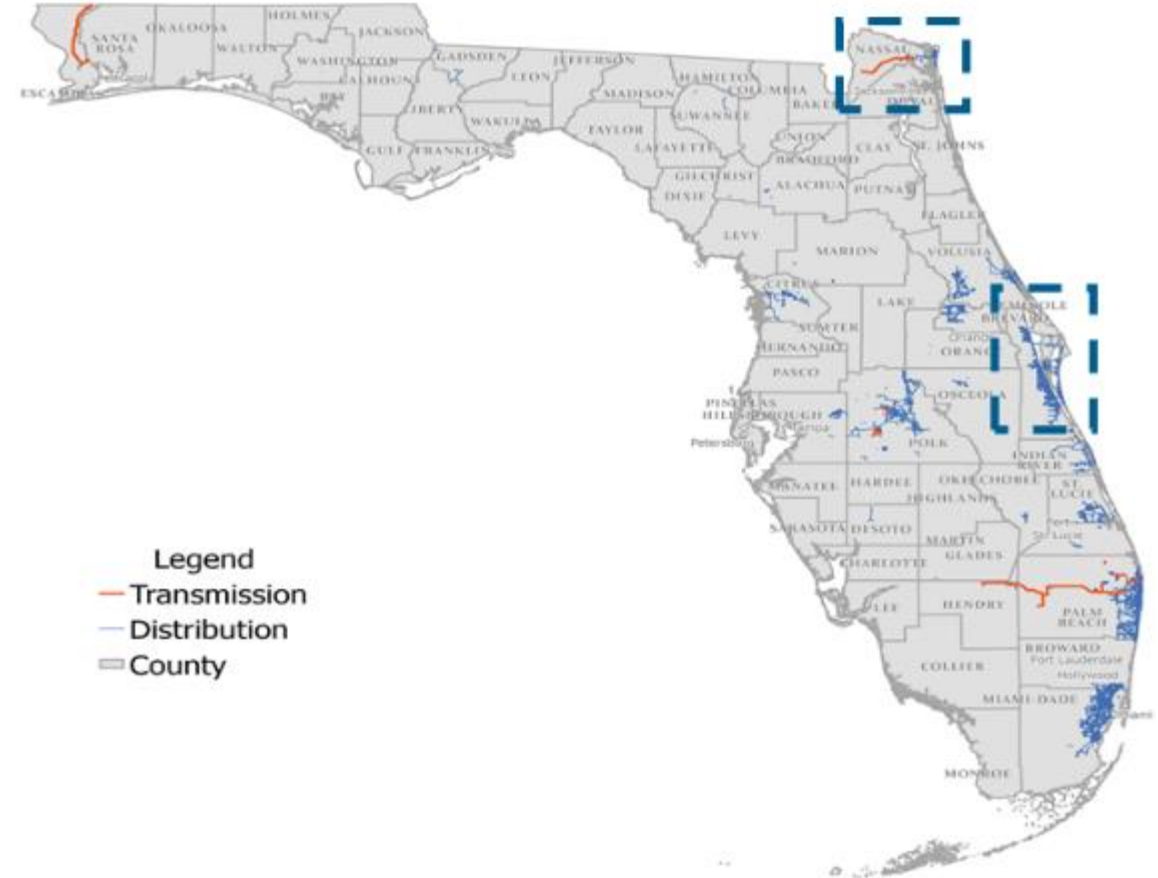 HOLMES
OKALOOSA
JACKSON
SANTA
ROSA
WALTON
WASHINGTON
GADSDEN
JEFFERSON
NASSAU
CALHOUN
LEON
HAMILTON
COLUMBIA
MADISON
BAKER
DUVAL
BAY
LIBERTY
WAKULLA
SUWANNEE
TAYLOR
UNION
GULF
FRANKLIN
LAFAYETTE
CLAY
ST. JOHNS
BRADFORD
GILCHRIST
ALACHUA
PUTNAM
DIXIE
FLAGLER
LEVY
MARION
VOLUSIA
CITRUS
LAKE
SEMINOLE
BREVARD
SUMTER
Orlando
HERNANDO
ORANGE
PASCO
OSCEOLA
PINELLAS
HILLSBOROUGH
Petersburg
POLK
INDIAN
RIVER
MANATEE
HARDEE
OKEECHOBEE
HIGHLANDS
ST.
LUCIE
SARASOTA
DESOTO
Port
St. Lucie
MARTIN
GLADES
CHARLOTTE
LEE
HENDRY
PALM
BEACH
BROWARD
Fort Lauderdale
COLLIER
Hollywood
MIAMI-DADE
MONROE
Legend
Transmission
Distribution
County